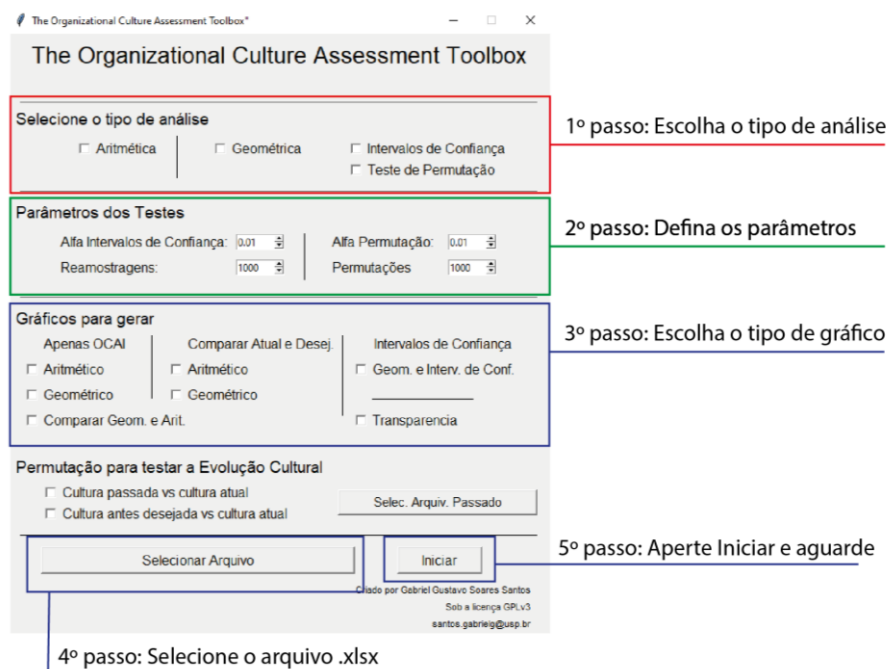 The Organizational Culture Assessment Toolbox*
The Organizational Culture Assessment Toolbox
Selecione o tipo de análise
Aritmética Geométrica Intervalos de Confiança
Teste de Permutação
1º passo: Escolha o tipo de análise
Parâmetros dos Testes
Alfa Intervalos de Confiança: 0.01 Alfa Permutação: 0.01
Reamostragens: 1000 Permutações 1000
2º passo: Defina os parâmetros
Gráficos para gerar
Apenas OCAI Comparar Atual e Desej. Intervalos de Confiança
Aritmético Aritmético Geom. e Interv. de Conf.
Geométrico Geométrico
Comparar Geom. e Arit. Transparencia
3º passo: Escolha o tipo de gráfico
Permutação para testar a Evolução Cultural
Cultura passada vs cultura atual
Cultura antes desejada vs cultura atual
Selec. Arquiv. Passado
Selecionar Arquivo Iniciar
5º passo: Aperte Iniciar e aguarde
Criado por Gabriel Gustavo Soares Santos
Sob a licença GPLv3
santos.gabrielg@usp.br
4º passo: Selecione o arquivo .xlsx